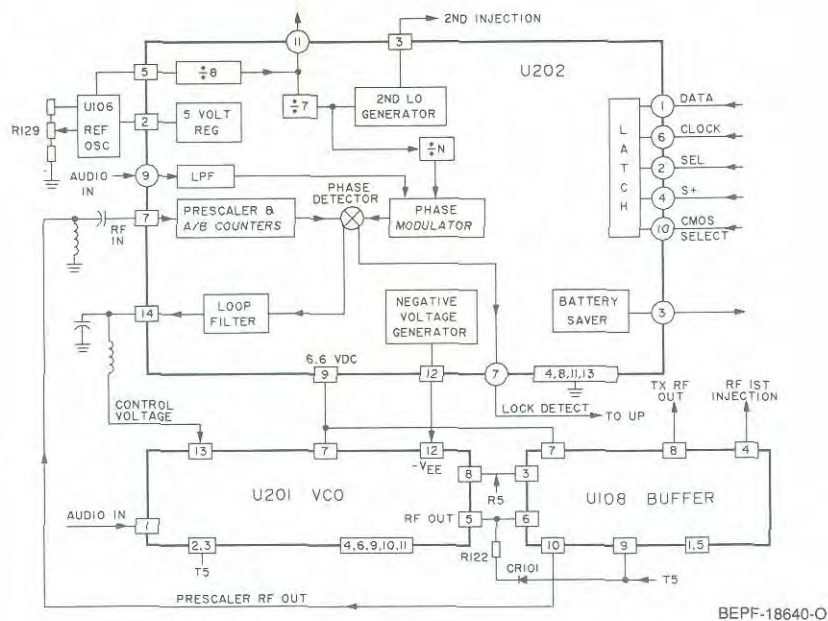 2ND INJECTION
11
3
U202
5
÷8
U106
REF
OSC
R129
÷7
2ND LO
GENERATOR
2
5 VOLT
REG
÷N
LATCH
1
DATA
6
CLOCK
2
SEL
4
S+
10
CMOS
SELECT
AUDIO
IN
9
LPF
PHASE
DETECTOR
RF
IN
7
PRESCALER &
A/B COUNTERS
PHASE
MODULATOR
14
LOOP
FILTER
NEGATIVE
VOLTAGE
GENERATOR
BATTERY
SAVER
3
6.6 VDC
9
12
7
4,8,11,13
LOCK DETECT
TO UP
TX RF
OUT
RF IST
INJECTION
CONTROL
VOLTAGE
13
7
12
-VEE
8
R5
3
7
8
4
U201 VCO
U108 BUFFER
AUDIO IN
1
RF OUT
5
6
2,3
T5
4,6,9,10,11
R122
CR101
10
9
1,5
T5
PRESCALER RF OUT
BEPF-18640-O